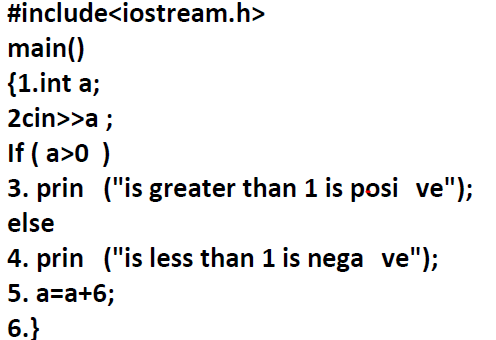 #include<iostream.h>
main()
{1.int a;
2cin>>a ;
If ( a>0  )
3. prin   ("is greater than 1 is posi  ve");
else
4. prin   ("is less than 1 is nega  ve");
5. a=a+6;
6.}